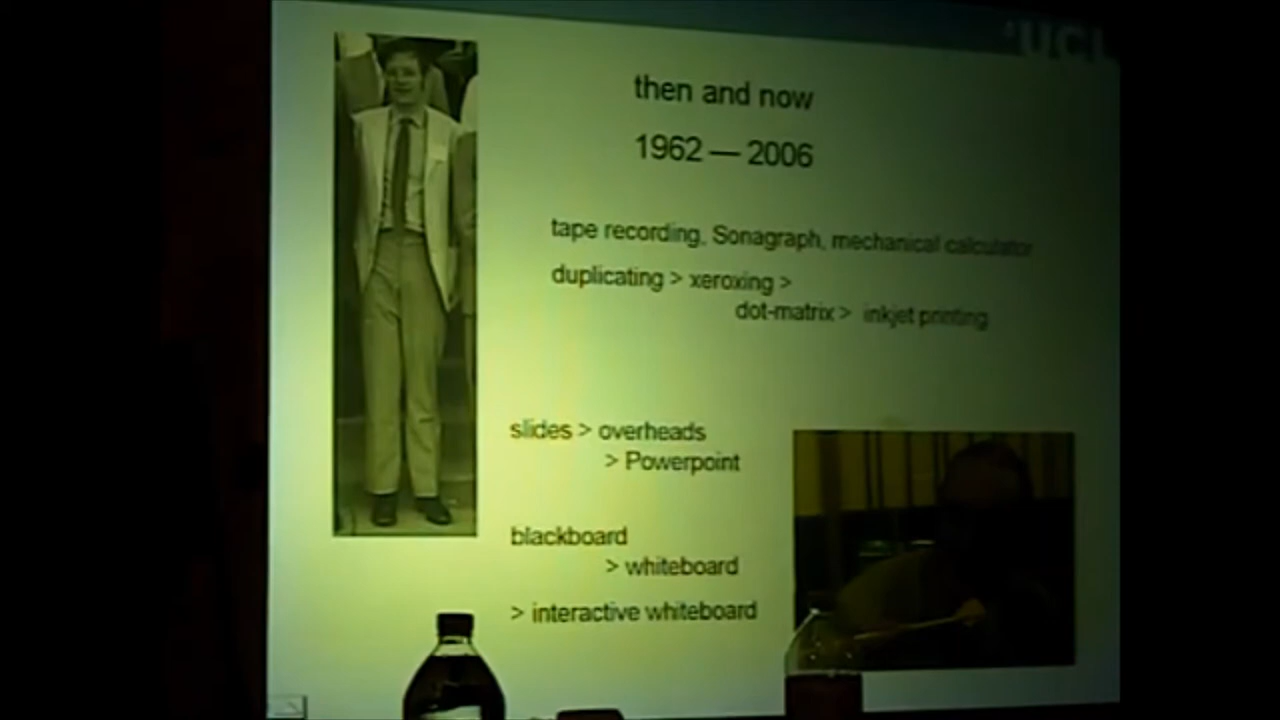 UCL
then and now
1962 — 2006
tape recording, Sonagraph, mechanical calculator
duplicating > xeroxing >
dot-matrix > inkjet printing
slides > overheads
> Powerpoint
blackboard
> whiteboard
> interactive whiteboard